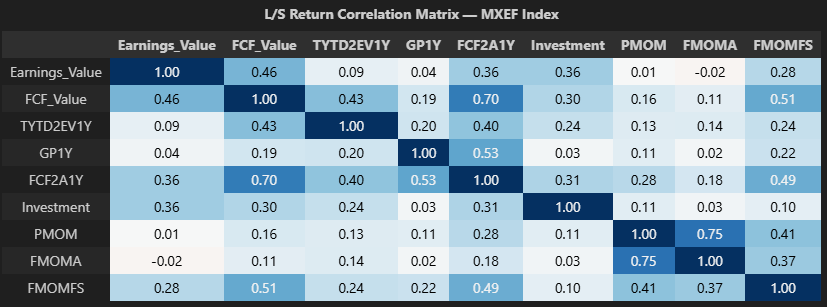 L/S Return Correlation Matrix — MXEF Index
Earnings_Value FCF_Value TYTD2EV1Y GP1Y FCF2A1Y Investment PMOM FMOMA FMOMFS
Earnings_Value 1.00 0.46 0.09 0.04 0.36 0.36 0.01 -0.02 0.28
FCF_Value 0.46 1.00 0.43 0.19 0.70 0.30 0.16 0.11 0.51
TYTD2EV1Y 0.09 0.43 1.00 0.20 0.40 0.24 0.13 0.14 0.24
GP1Y 0.04 0.19 0.20 1.00 0.53 0.03 0.11 0.02 0.22
FCF2A1Y 0.36 0.70 0.40 0.53 1.00 0.31 0.28 0.18 0.49
Investment 0.36 0.30 0.24 0.03 0.31 1.00 0.11 0.03 0.10
PMOM 0.01 0.16 0.13 0.11 0.28 0.11 1.00 0.75 0.41
FMOMA -0.02 0.11 0.14 0.02 0.18 0.03 0.75 1.00 0.37
FMOMFS 0.28 0.51 0.24 0.22 0.49 0.10 0.41 0.37 1.00